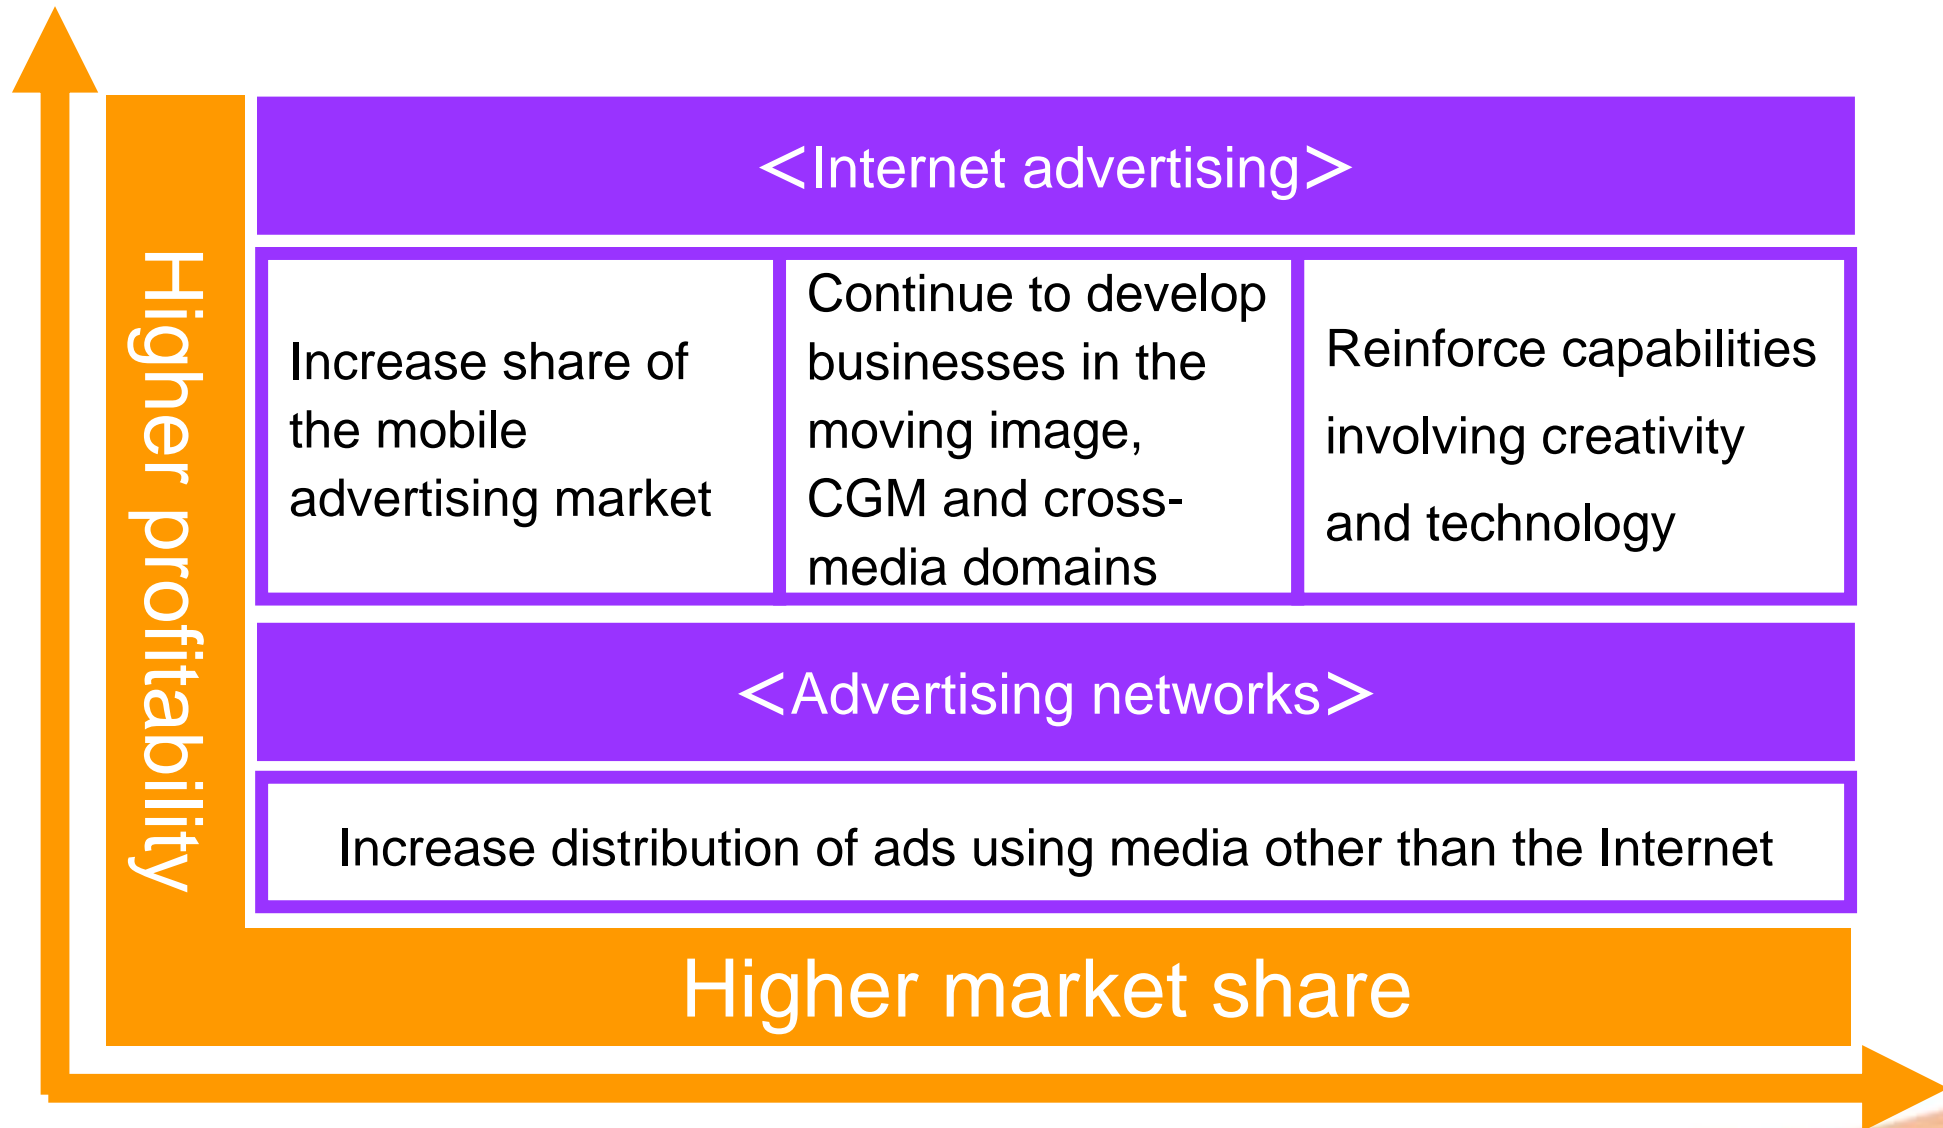 ＜Internet advertising＞
Higher profitability
Increase share of
the mobile
advertising market
Continue to develop
businesses in the
moving image,
CGM and cross-
media domains
Reinforce capabilities
involving creativity
and technology
＜Advertising networks＞
Increase distribution of ads using media other than the Internet
Higher market share